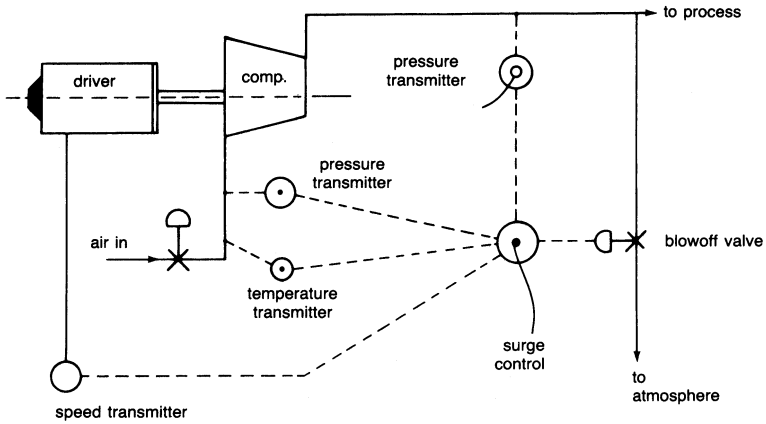 to process
driver
comp.
pressure
transmitter
pressure
transmitter
air in
blowoff valve
temperature
transmitter
surge
control
to
atmosphere
speed transmitter